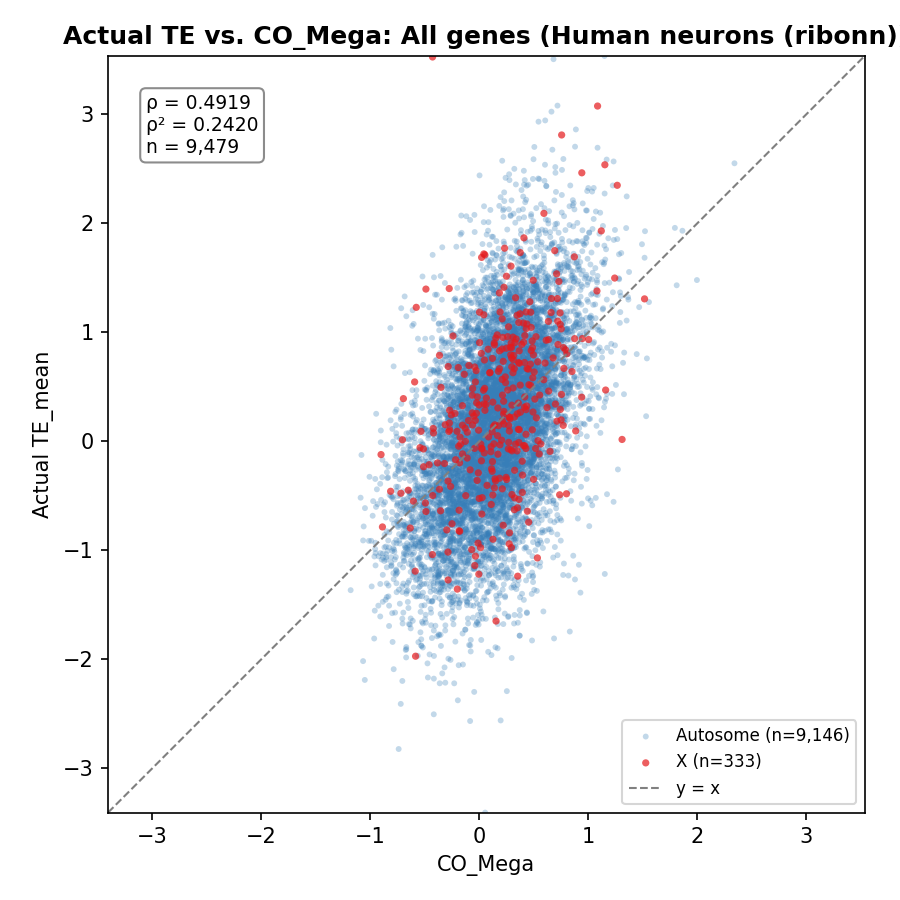 Actual TE vs. CO_Mega: All genes (Human neurons (ribonn)
ρ = 0.4919
ρ² = 0.2420
n = 9,479
3
2
1
0
−1
−2
−3
Actual TE_mean
Autosome (n=9,146)
X (n=333)
y = x
−3
−2
−1
0
1
2
3
CO_Mega